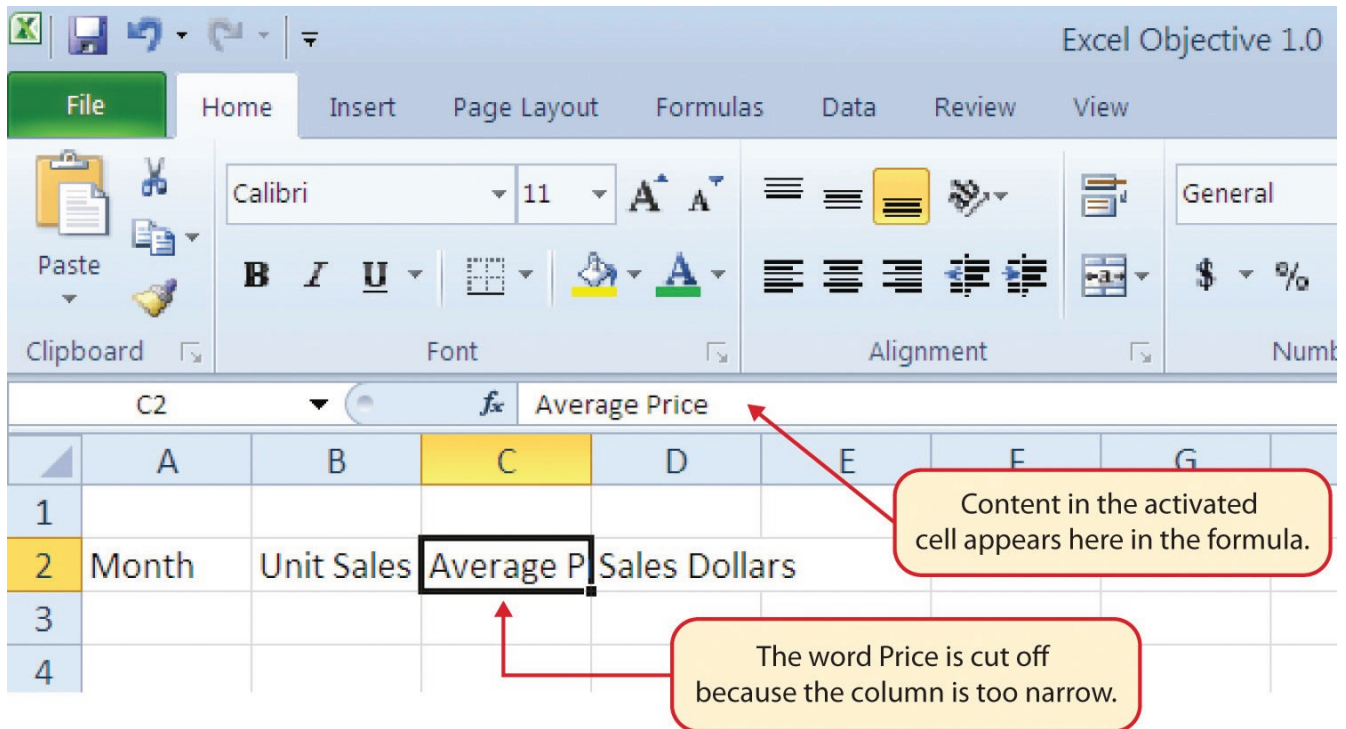 Excel Objective 1.0
File Home Insert Page Layout Formulas Data Review View
Calibri 11 A A General
Paste B I U A $ %
Clipboard Font Alignment Numb
C2 fx Average Price
A B C D E F G
1
2 Month Unit Sales Average P Sales Dollars
3
4
Content in the activated
cell appears here in the formula.
The word Price is cut off
because the column is too narrow.